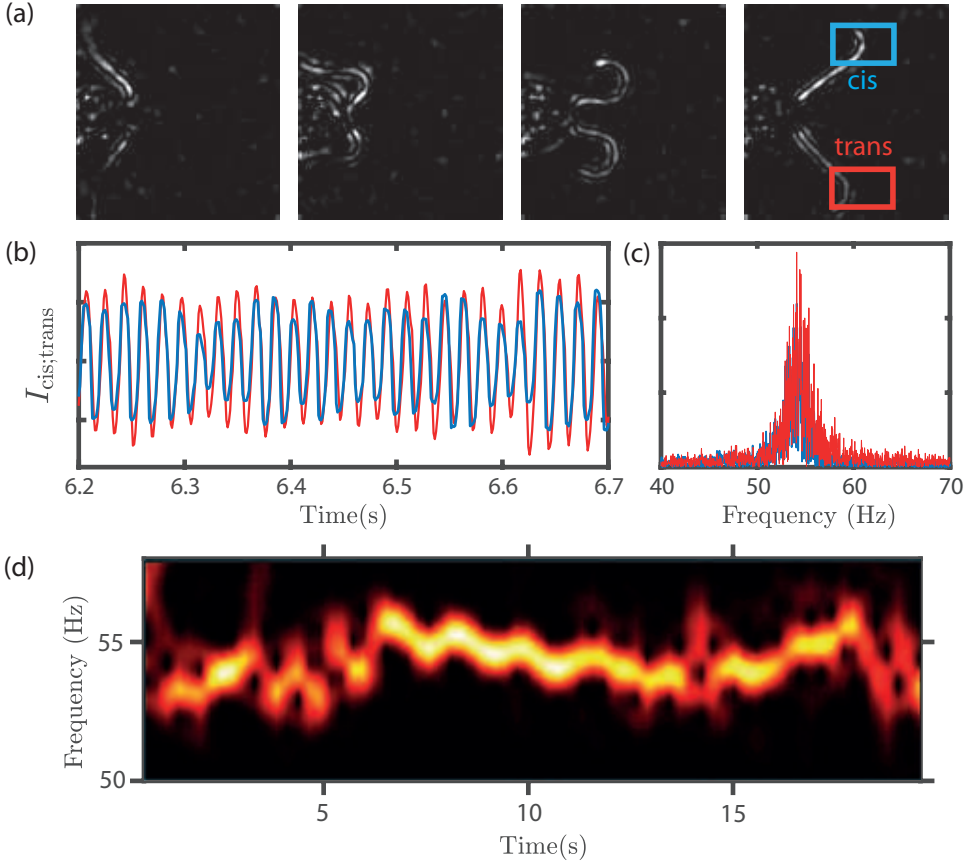 (a)
cis
trans
(b)
I cis;trans
6.2 6.3 6.4 6.5 6.6 6.7
Time(s)
(c)
40 50 60 70
Frequency (Hz)
(d)
Frequency (Hz)
55
50
5 10 15
Time(s)